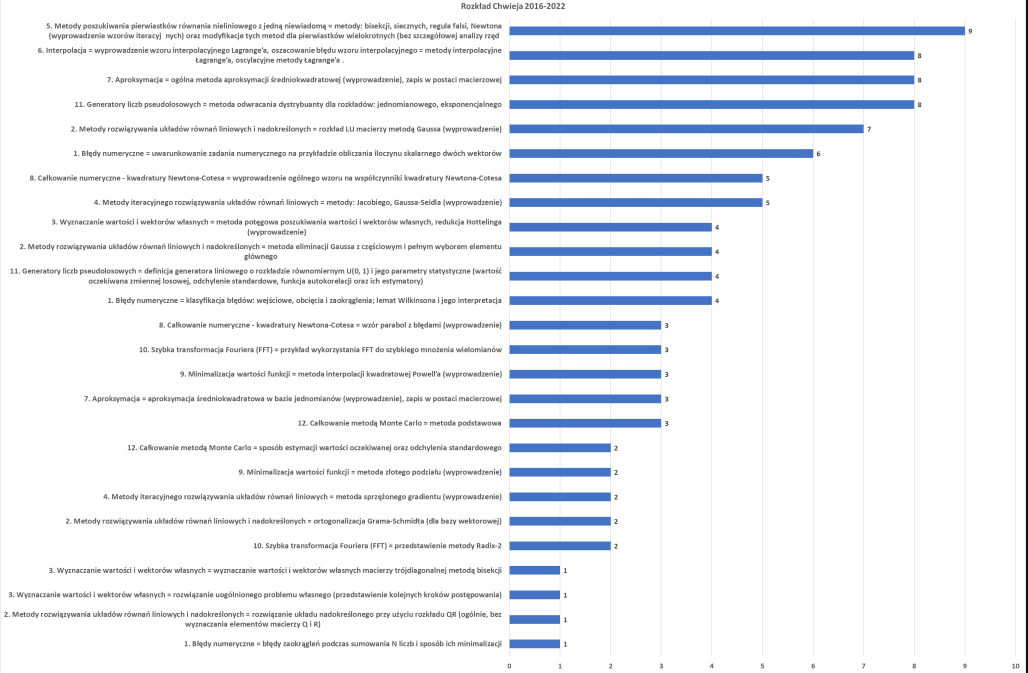 Rozkład Chwieja 2016-2022
5. Metody poszukiwania pierwiastków równania nieliniowego z jedną niewiadomą = metody: bisekcji, siecznych, regula falsi, Newtona
(wyprowadzenie wzorów iteracyj nych) oraz modyfikacje tych metod dla pierwiastków wielokrotnych (bez szczegółowej analizy rzęd
9
6. Interpolacja = wyprowadzenie wzoru interpolacyjnego Lagrange'a, oszacowanie błędu wzoru interpolacyjnego = metody interpolacyjne
Łagrange'a, oscylacyjne metody Łagrange'a .
8
7. Aproksymacja = ogólna metoda aproksymacji średniokwadratowej (wyprowadzenie), zapis w postaci macierzowej
8
11. Generatory liczb pseudolosowych = metoda odwracania dystrybuanty dla rozkładów: jednomianowego, eksponencjalnego
8
2. Metody rozwiązywania układów równań liniowych i nadokreślonych = rozkład LU macierzy metodą Gaussa (wyprowadzenie)
7
1. Błędy numeryczne = uwarunkowanie zadania numerycznego na przykładzie obliczania iloczynu skalarnego dwóch wektorów
6
8. Całkowanie numeryczne - kwadratury Newtona-Cotesa = wyprowadzenie ogólnego wzoru na współczynniki kwadratury Newtona-Cotesa
5
4. Metody iteracyjnego rozwiązywania układów równań liniowych = metody: Jacobiego, Gaussa-Seidla (wyprowadzenie)
5
3. Wyznaczanie wartości i wektorów własnych = metoda potęgowa poszukiwania wartości i wektorów własnych, redukcja Hottelinga
(wyprowadzenie)
4
2. Metody rozwiązywania układów równań liniowych i nadokreślonych = metoda eliminacji Gaussa z częściowym i pełnym wyborem elementu
głównego
4
11. Generatory liczb pseudolosowych = definicja generatora liniowego o rozkładzie równomiernym U(0, 1) i jego parametry statystyczne (wartość
oczekiwana zmiennej losowej, odchylenie standardowe, funkcja autokorelacji oraz ich estymatory)
4
1. Błędy numeryczne = klasyfikacja błędów: wejściowe, obcięcia i zaokrąglenia; lemat Wilkinsona i jego interpretacja
4
8. Całkowanie numeryczne - kwadratury Newtona-Cotesa = wzór parabol z błędami (wyprowadzenie)
3
10. Szybka transformacja Fouriera (FFT) = przykład wykorzystania FFT do szybkiego mnożenia wielomianów
3
9. Minimalizacja wartości funkcji = metoda interpolacji kwadratowej Powell'a (wyprowadzenie)
3
7. Aproksymacja = aproksymacja średniokwadratowa w bazie jednomianów (wyprowadzenie), zapis w postaci macierzowej
3
12. Całkowanie metodą Monte Carlo = metoda podstawowa
3
12. Całkowanie metodą Monte Carlo = sposób estymacji wartości oczekiwanej oraz odchylenia standardowego
2
9. Minimalizacja wartości funkcji = metoda złotego podziału (wyprowadzenie)
2
4. Metody iteracyjnego rozwiązywania układów równań liniowych = metoda sprzężonego gradientu (wyprowadzenie)
2
2. Metody rozwiązywania układów równań liniowych i nadokreślonych = ortogonalizacja Grama-Schmidta (dla bazy wektorowej)
2
10. Szybka transformacja Fouriera (FFT) = przedstawienie metody Radix-2
2
3. Wyznaczanie wartości i wektorów własnych = wyznaczanie wartości i wektorów własnych macierzy trójdiagonalnej metodą bisekcji
1
3. Wyznaczanie wartości i wektorów własnych = rozwiązanie uogólnionego problemu własnego (przedstawienie kolejnych kroków postępowania)
1
2. Metody rozwiązywania układów równań liniowych i nadokreślonych = rozwiązanie układu nadokreślonego przy użyciu rozkładu QR (ogólnie, bez
wyznaczania elementów macierzy Q i R)
1
1. Błędy numeryczne = błędy zaokrągleń podczas sumowania N liczb i sposób ich minimalizacji
1
0 1 2 3 4 5 6 7 8 9 10